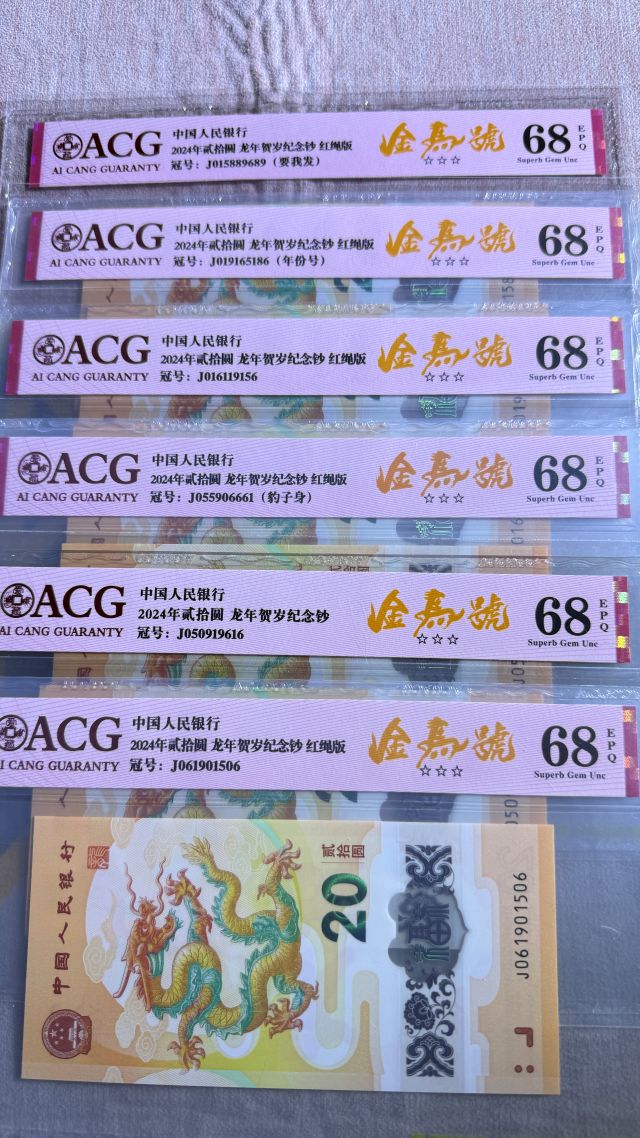 ACG
AI CANG GUARANTY
中国人民银行
2024年贰拾圆 龙年贺岁纪念钞 红绳版
冠号：J015889689（要我发）
金馬號
☆☆☆
68
EPQ
Superb Gem Unc
ACG
AI CANG GUARANTY
中国人民银行
2024年贰拾圆 龙年贺岁纪念钞 红绳版
冠号：J019165186（年份号）
金馬號
☆☆☆
68
EPQ
Superb Gem Unc
ACG
AI CANG GUARANTY
中国人民银行
2024年贰拾圆 龙年贺岁纪念钞 红绳版
冠号：J016119156
金馬號
☆☆☆
68
EPQ
Superb Gem Unc
ACG
AI CANG GUARANTY
中国人民银行
2024年贰拾圆 龙年贺岁纪念钞 红绳版
冠号：J055906661（豹子身）
金馬號
☆☆☆
68
EPQ
Superb Gem Unc
ACG
AI CANG GUARANTY
中国人民银行
2024年贰拾圆 龙年贺岁纪念钞
冠号：J050919616
金馬號
☆☆☆
68
EPQ
Superb Gem Unc
ACG
AI CANG GUARANTY
中国人民银行
2024年贰拾圆 龙年贺岁纪念钞 红绳版
冠号：J061901506
金馬號
☆☆☆
68
EPQ
Superb Gem Unc
中国人民银行
20
贰拾圆
J061901506